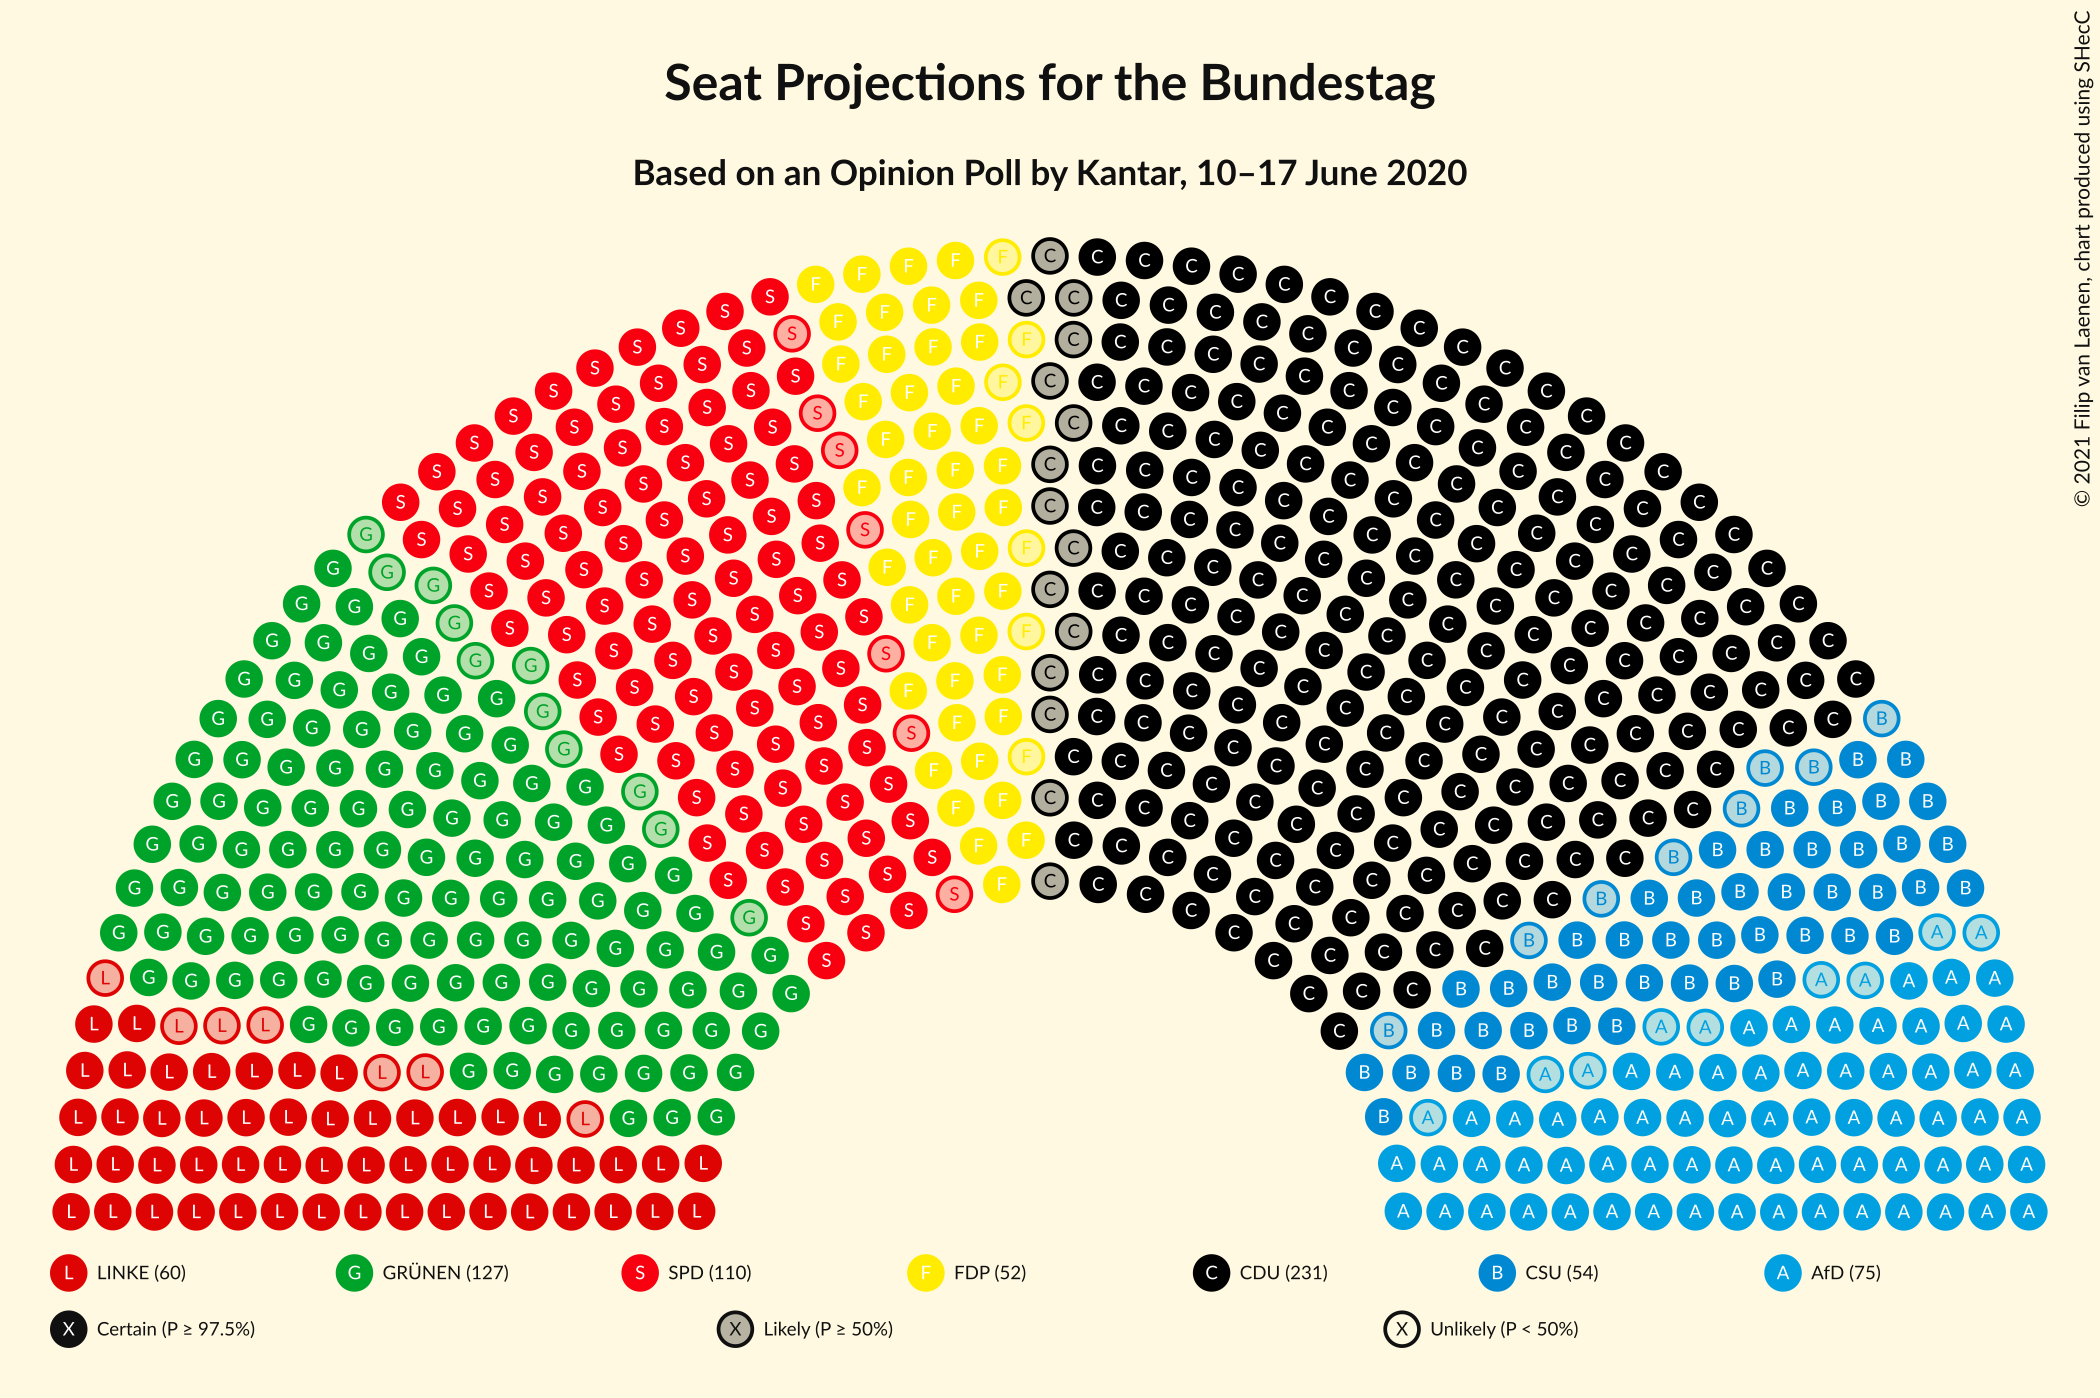 Seat Projections for the Bundestag
Based on an Opinion Poll by Kantar, 10–17 June 2020
© 2021 Filip van Laenen, chart produced using SHecC
L LINKE (60) G GRÜNEN (127) S SPD (110) F FDP (52) C CDU (231) B CSU (54) A AfD (75)
X Certain (P ≥ 97.5%) X Likely (P ≥ 50%) X Unlikely (P < 50%)